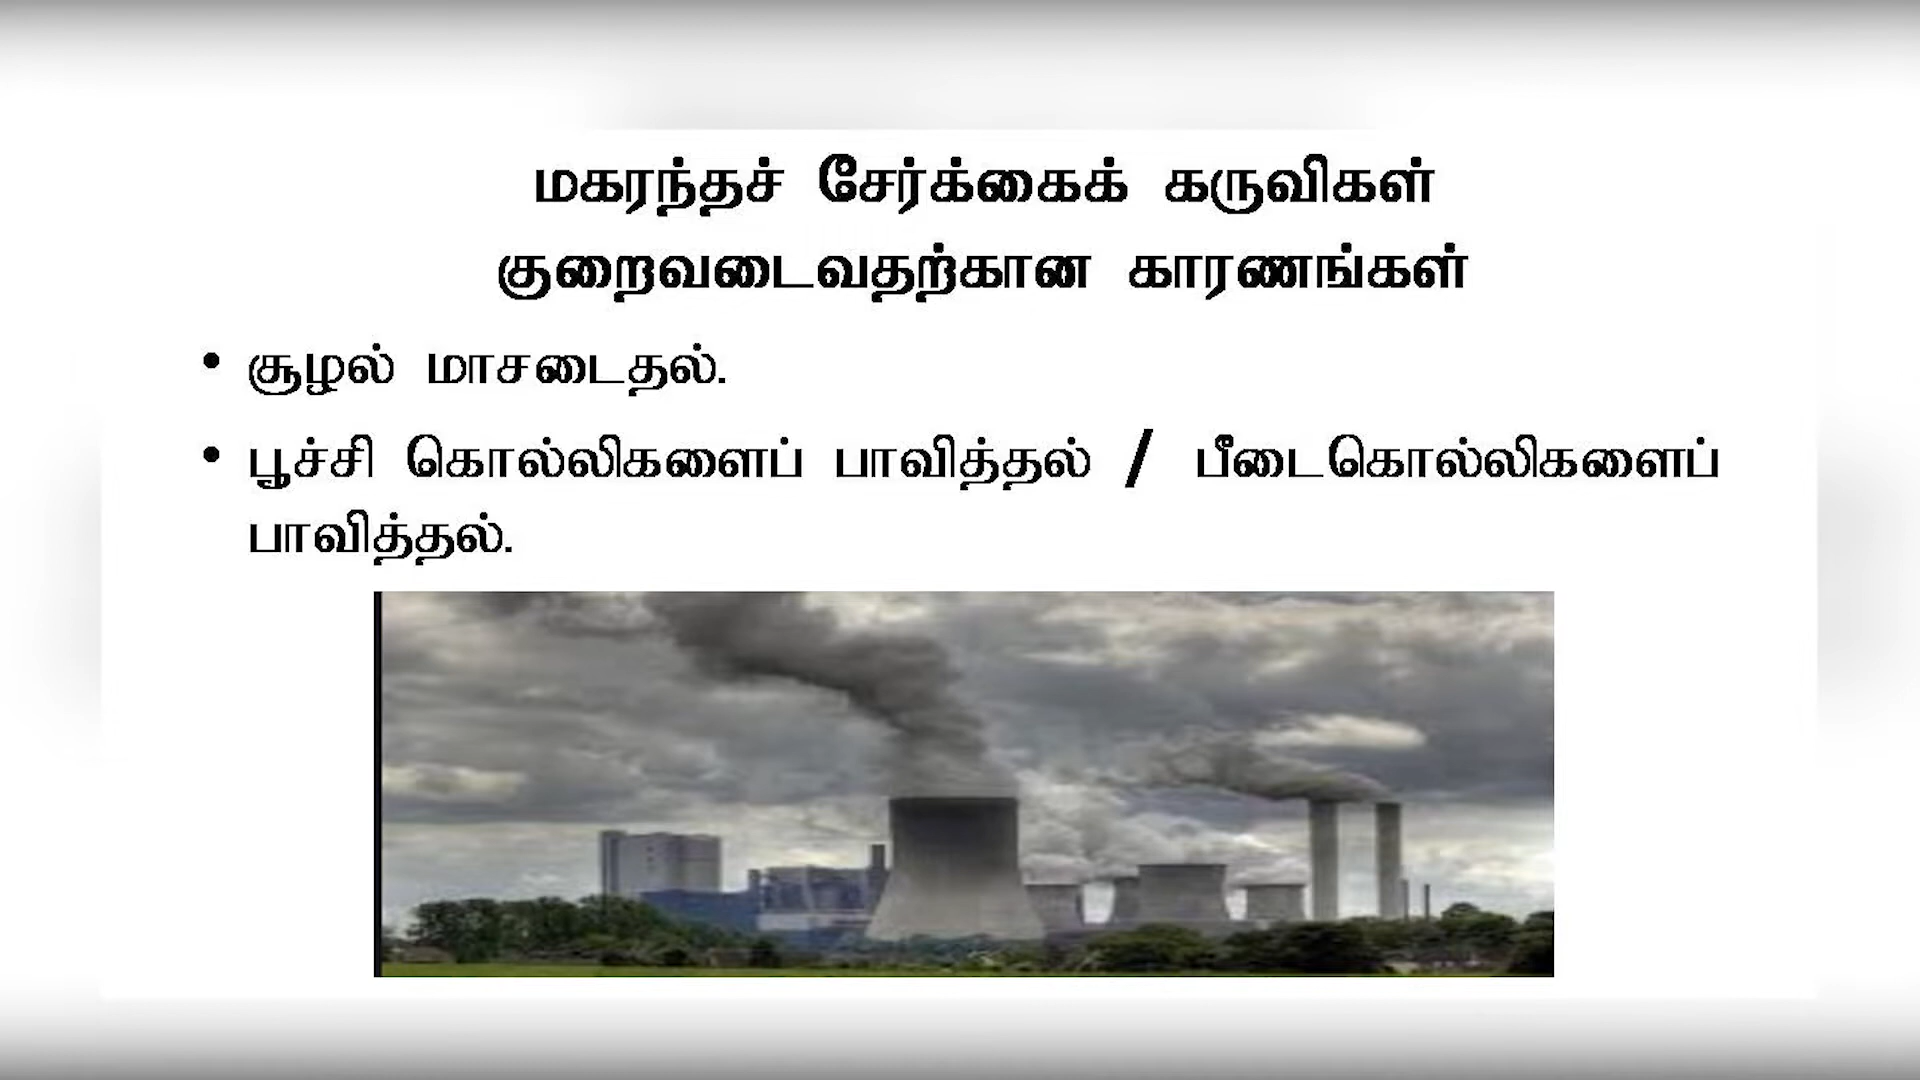 மகரந்தச் சேர்க்கைக் கருவிகள்
குறைவடைவதற்கான காரணங்கள்
• சூழல் மாசடைதல்.
• பூச்சி கொல்லிகளைப் பாவித்தல் / பீடைகொல்லிகளைப்
பாவித்தல்.